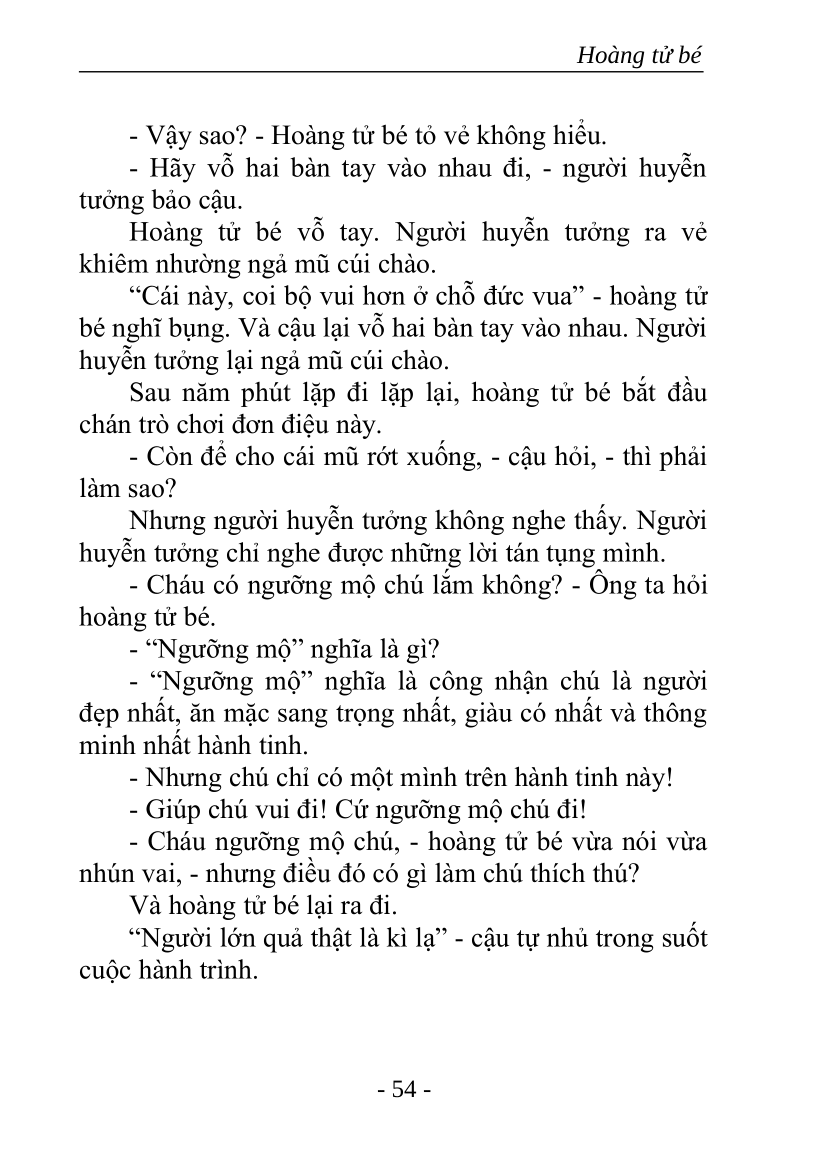 Hoàng tử bé
- Vậy sao? - Hoàng tử bé tỏ vẻ không hiểu.
- Hãy vỗ hai bàn tay vào nhau đi, - người huyễn
tưởng bảo cậu.
Hoàng tử bé vỗ tay. Người huyễn tưởng ra vẻ
khiêm nhường ngả mũ cúi chào.
“Cái này, coi bộ vui hơn ở chỗ đức vua” - hoàng tử
bé nghĩ bụng. Và cậu lại vỗ hai bàn tay vào nhau. Người
huyễn tưởng lại ngả mũ cúi chào.
Sau năm phút lặp đi lặp lại, hoàng tử bé bắt đầu
chán trò chơi đơn điệu này.
- Còn để cho cái mũ rớt xuống, - cậu hỏi, - thì phải
làm sao?
Nhưng người huyễn tưởng không nghe thấy. Người
huyễn tưởng chỉ nghe được những lời tán tụng mình.
- Cháu có ngưỡng mộ chú lắm không? - Ông ta hỏi
hoàng tử bé.
- “Ngưỡng mộ” nghĩa là gì?
- “Ngưỡng mộ” nghĩa là công nhận chú là người
đẹp nhất, ăn mặc sang trọng nhất, giàu có nhất và thông
minh nhất hành tinh.
- Nhưng chú chỉ có một mình trên hành tinh này!
- Giúp chú vui đi! Cứ ngưỡng mộ chú đi!
- Cháu ngưỡng mộ chú, - hoàng tử bé vừa nói vừa
nhún vai, - nhưng điều đó có gì làm chú thích thú?
Và hoàng tử bé lại ra đi.
“Người lớn quả thật là kì lạ” - cậu tự nhủ trong suốt
cuộc hành trình.
- 54 -